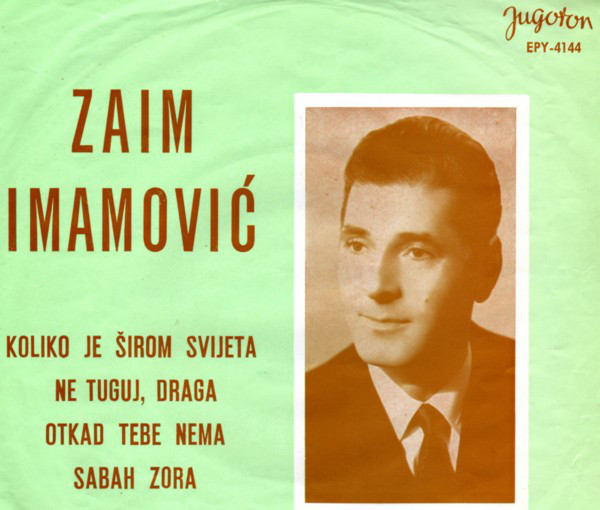 Jugoton
EPY-4144
ZAIM
IMAMOVIĆ
KOLIKO JE ŠIROM SVIJETA
NE TUGUJ, DRAGA
OTKAD TEBE NEMA
SABAH ZORA